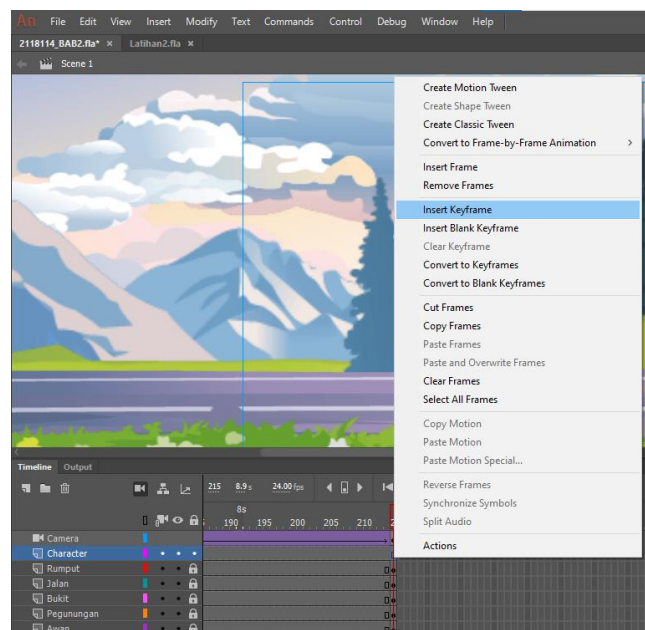 An File Edit View Insert Modify Text Commands Control Debug Window Help
2118114_BAB2.fla* × Latihan2.fla ×
Scene 1
Create Motion Tween
Create Shape Tween
Create Classic Tween
Convert to Frame-by-Frame Animation
Insert Frame
Remove Frames
Insert Keyframe
Insert Blank Keyframe
Clear Keyframe
Convert to Keyframes
Convert to Blank Keyframes
Cut Frames
Copy Frames
Paste Frames
Paste and Overwrite Frames
Clear Frames
Select All Frames
Copy Motion
Paste Motion
Paste Motion Special...
Reverse Frames
Synchronize Symbols
Split Audio
Actions
Timeline Output
215 8.9 s 24.00 fps
8s
190 195 200 205 210
Camera
Character
Rumput
Jalan
Bukit
Pegunungan
Awan